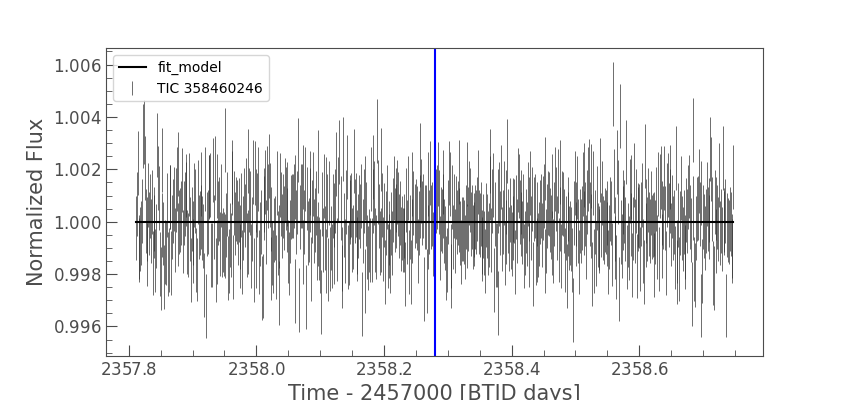 fit_model
TIC 358460246
1.006
1.004
1.002
1.000
0.998
0.996
Normalized Flux
2357.8 2358.0 2358.2 2358.4 2358.6
Time - 2457000 [BTJD days]